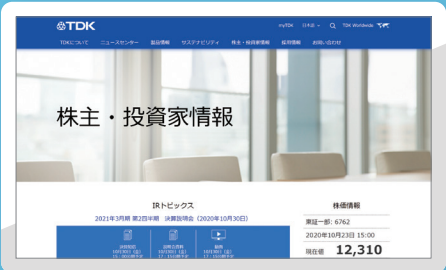 TDK
myTDK 日本語 TDK Worldwide
TDKについて ニュースセンター 製品情報 サステナビリティ 株主・投資家情報 採用情報 お問い合わせ
株主・投資家情報
IRトピックス
2021年3月期 第2四半期 決算説明会（2020年10月30日）
株価情報
東証一部: 6762
2020年10月23日 15:00
現在値 12,310